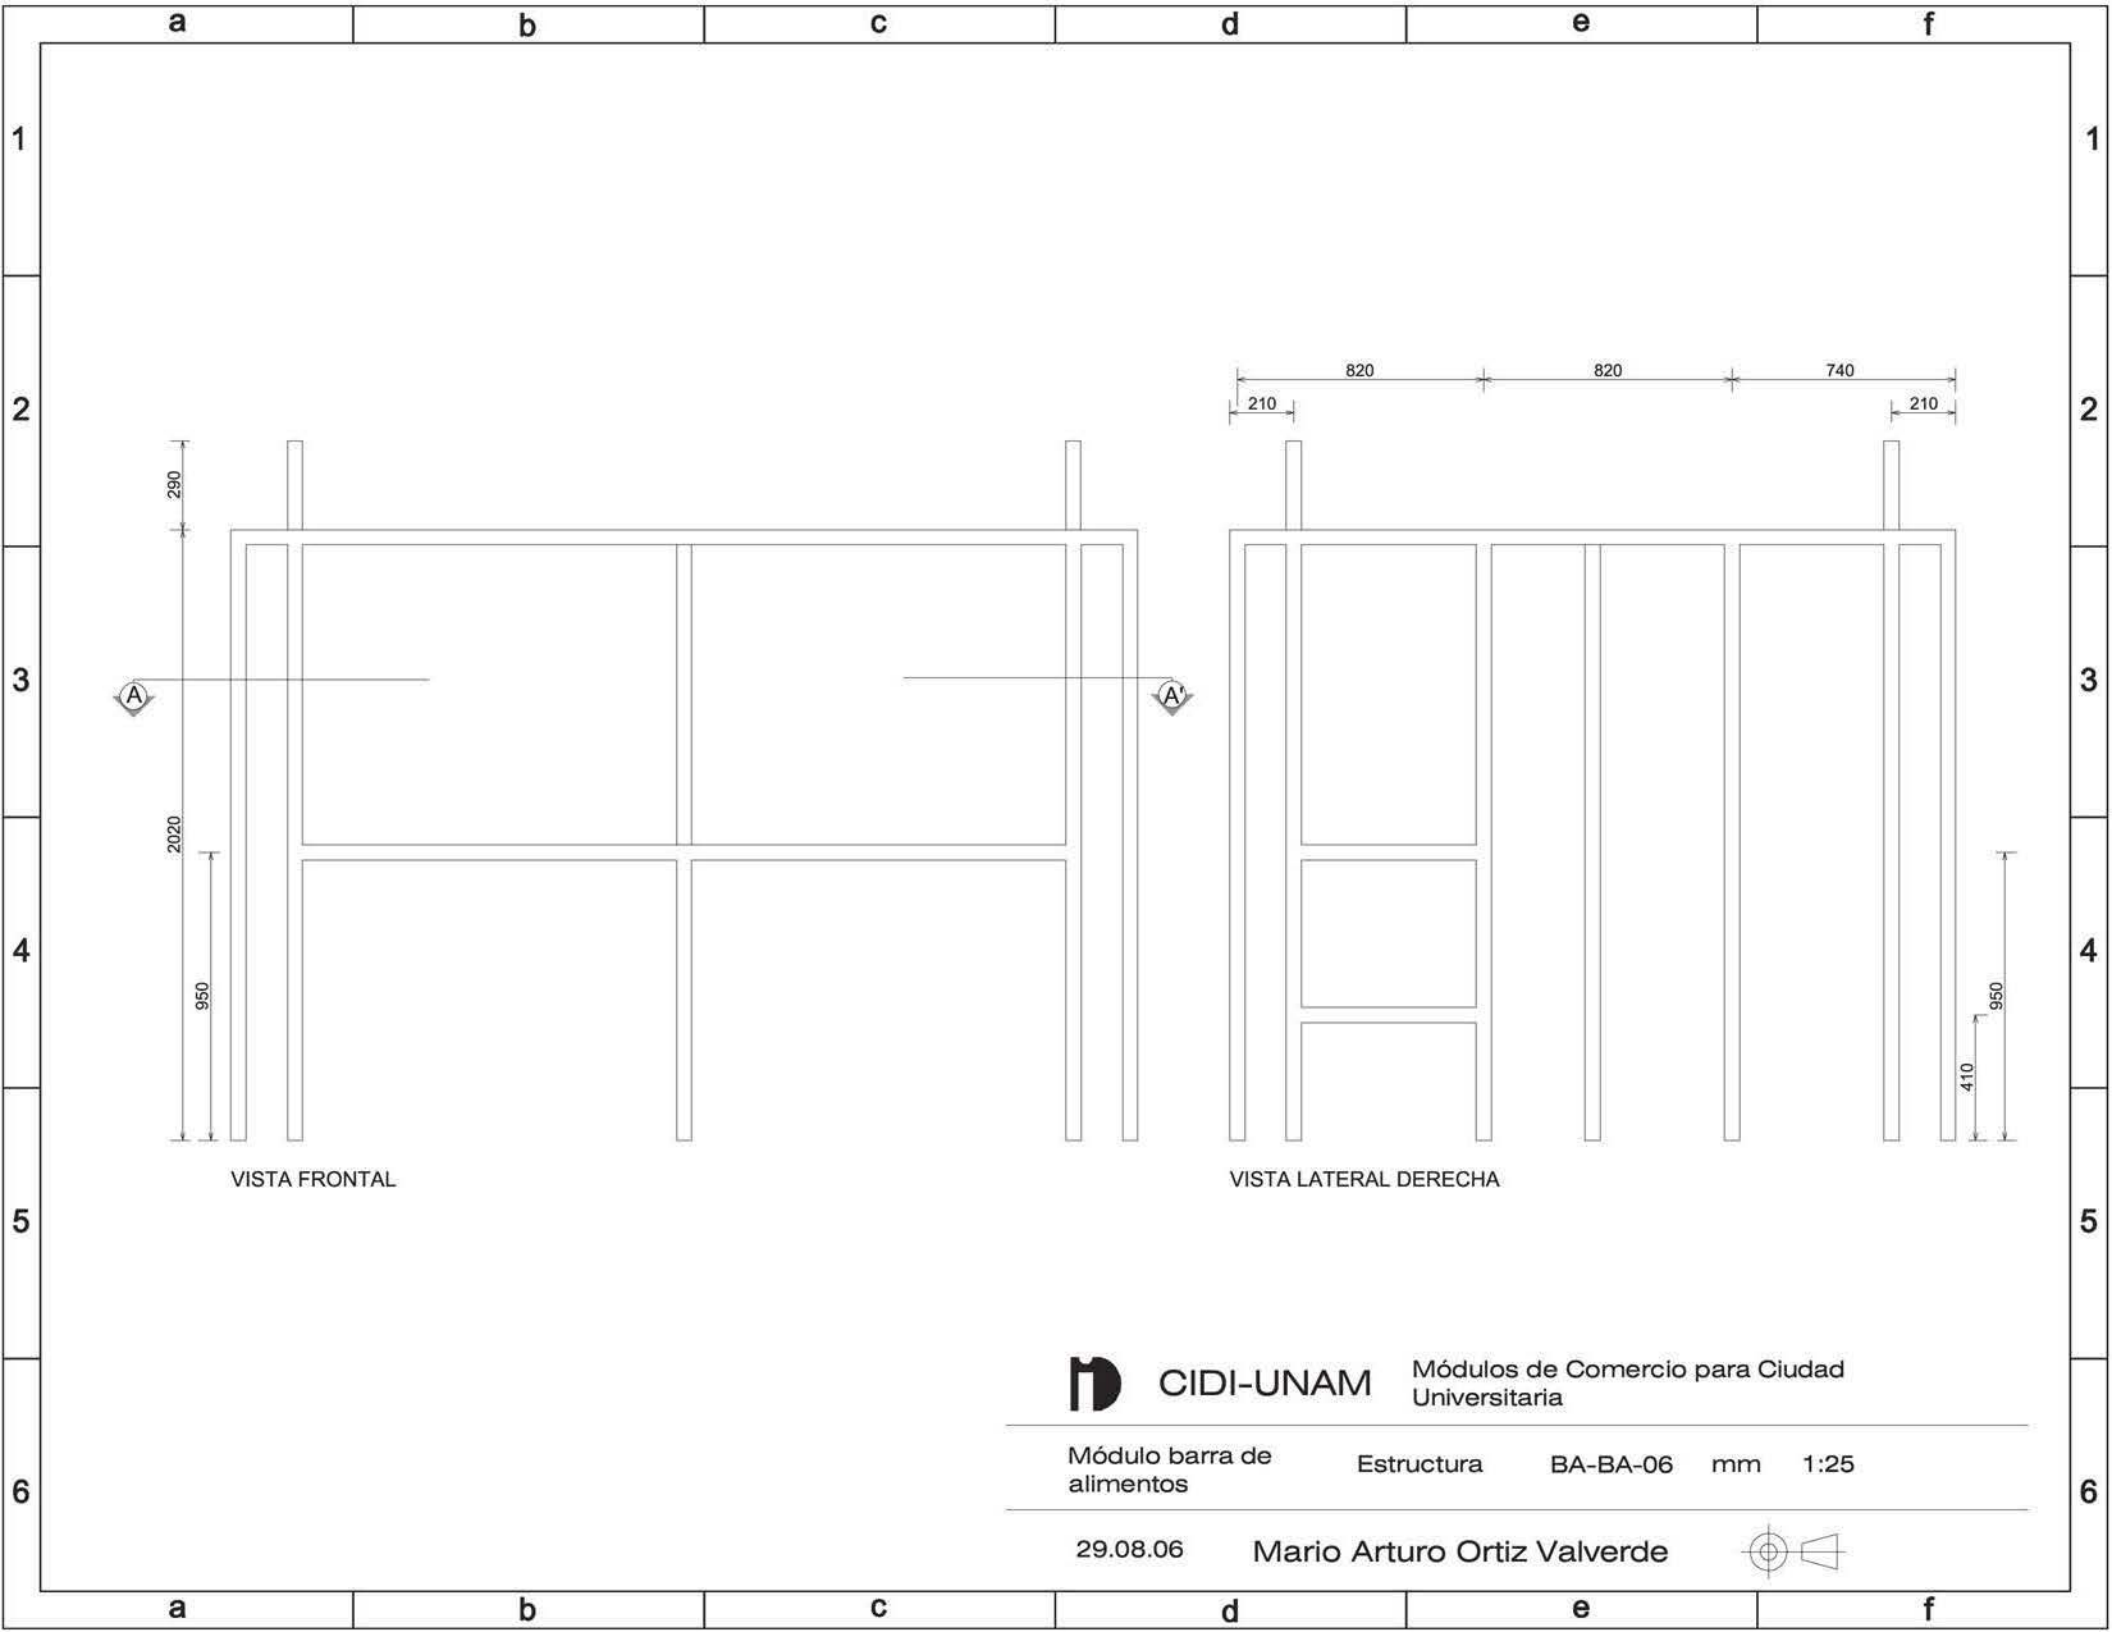 a b c d e f
1 1
820 820 740
2 210 210 2
290
3 A A' 3
2020
4 950 950 4
410
VISTA FRONTAL VISTA LATERAL DERECHA
5 5
CIDI-UNAM
Módulos de Comercio para Ciudad
Universitaria
Módulo barra de
alimentos
Estructura BA-BA-06 mm 1:25
6 6
29.08.06 Mario Arturo Ortiz Valverde
a b c d e f